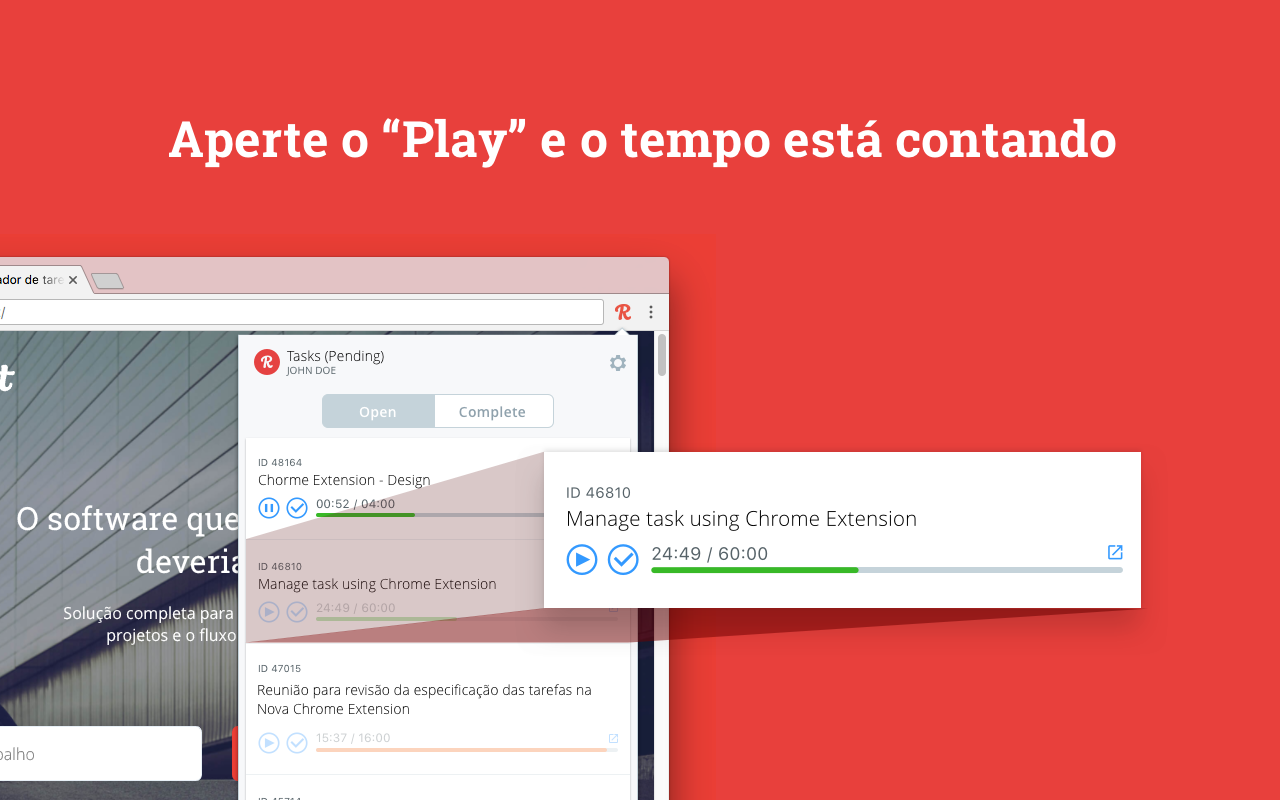 Aperte o “Play” e o tempo está contando
ador de tare
/
R
t
R
Tasks (Pending)
JOHN DOE
Open
Complete
ID 48164
Chorme Extension - Design
00:52 / 04:00
O software que
deveria
Solução completa para
projetos e o fluxo
balho
ID 46810
Manage task using Chrome Extension
24:49 / 60:00
ID 46810
Manage task using Chrome Extension
24:49 / 60:00
ID 47015
Reunião para revisão da especificação das tarefas na
Nova Chrome Extension
15:37 / 16:00